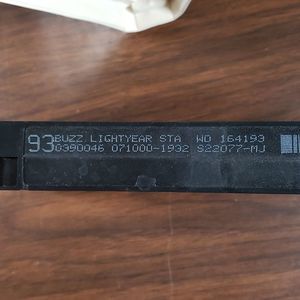 93 BUZZ LIGHTYEAR STA WO 164193
0390046 071000-1932 S22077-MJ